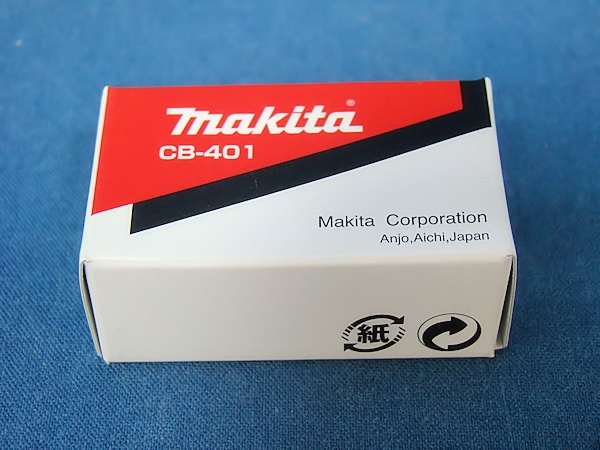 makita®
CB-401
Makita Corporation
Anjo,Aichi,Japan
紙